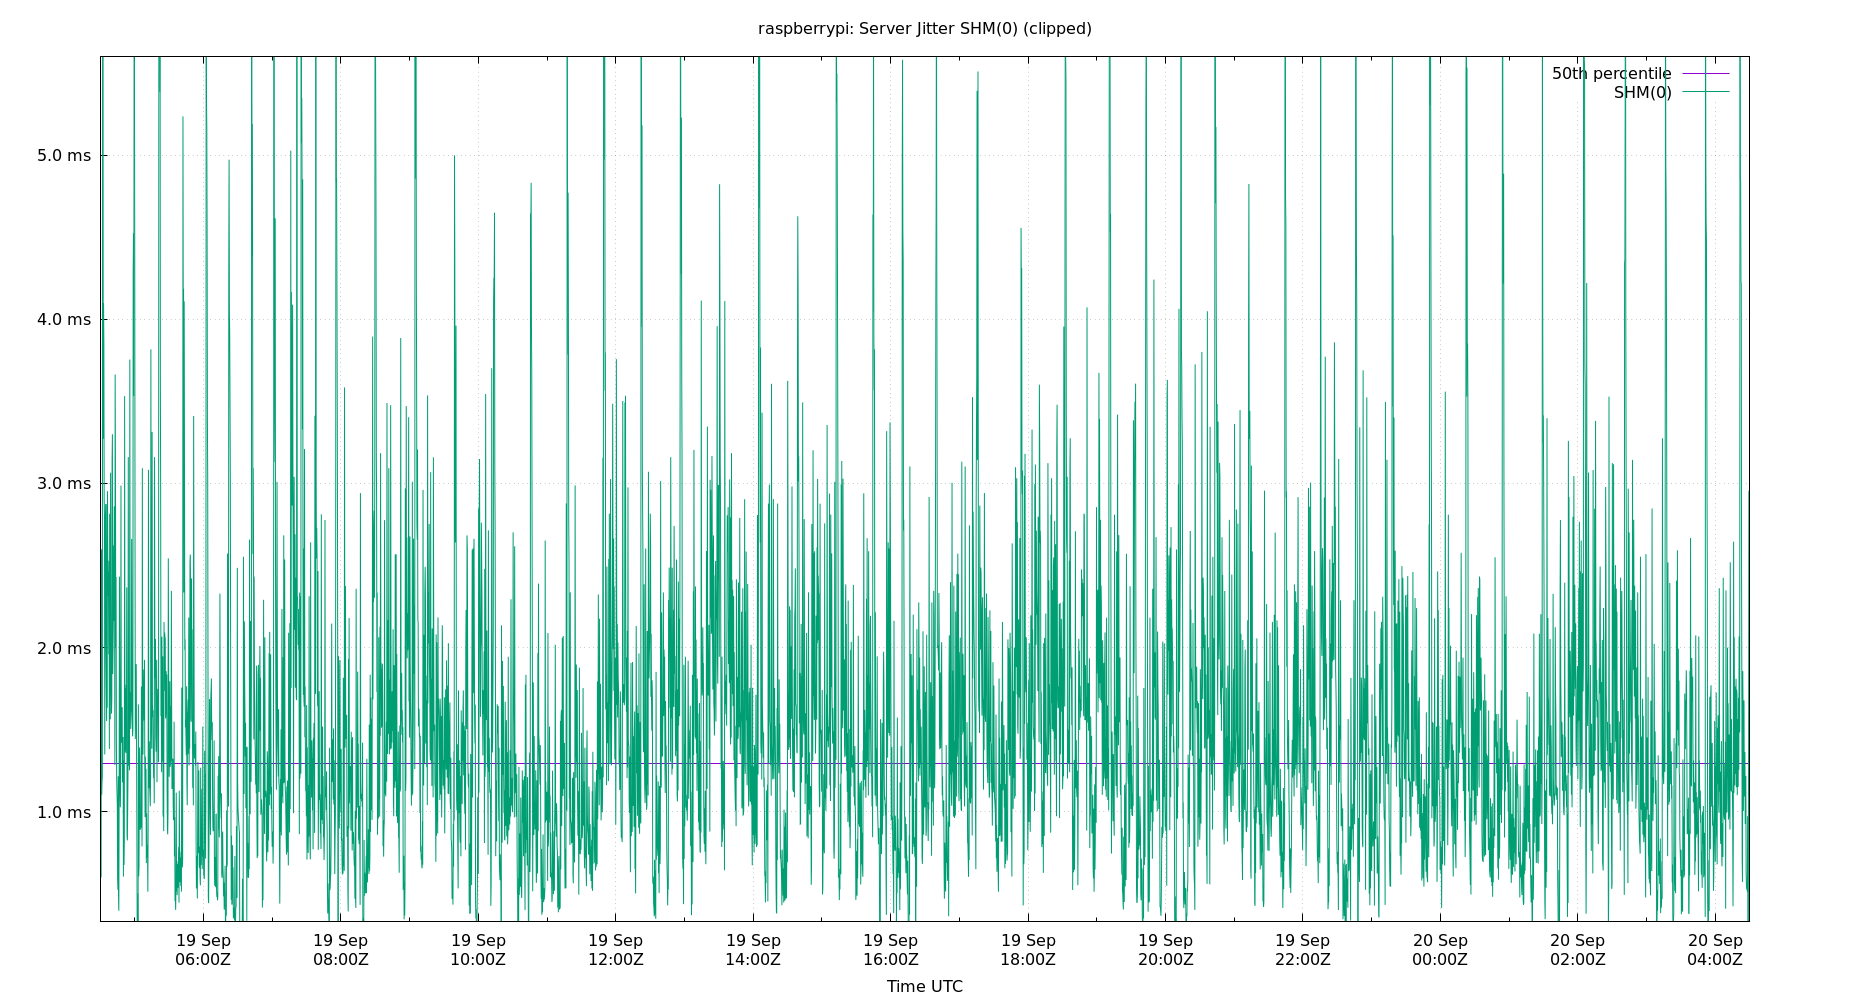 raspberrypi: Server Jitter SHM(0) (clipped)
50th percentile
SHM(0)
5.0 ms
4.0 ms
3.0 ms
2.0 ms
1.0 ms
19 Sep 19 Sep 19 Sep 19 Sep 19 Sep 19 Sep 19 Sep 19 Sep 19 Sep 20 Sep 20 Sep 20 Sep
06:00Z 08:00Z 10:00Z 12:00Z 14:00Z 16:00Z 18:00Z 20:00Z 22:00Z 00:00Z 02:00Z 04:00Z
Time UTC